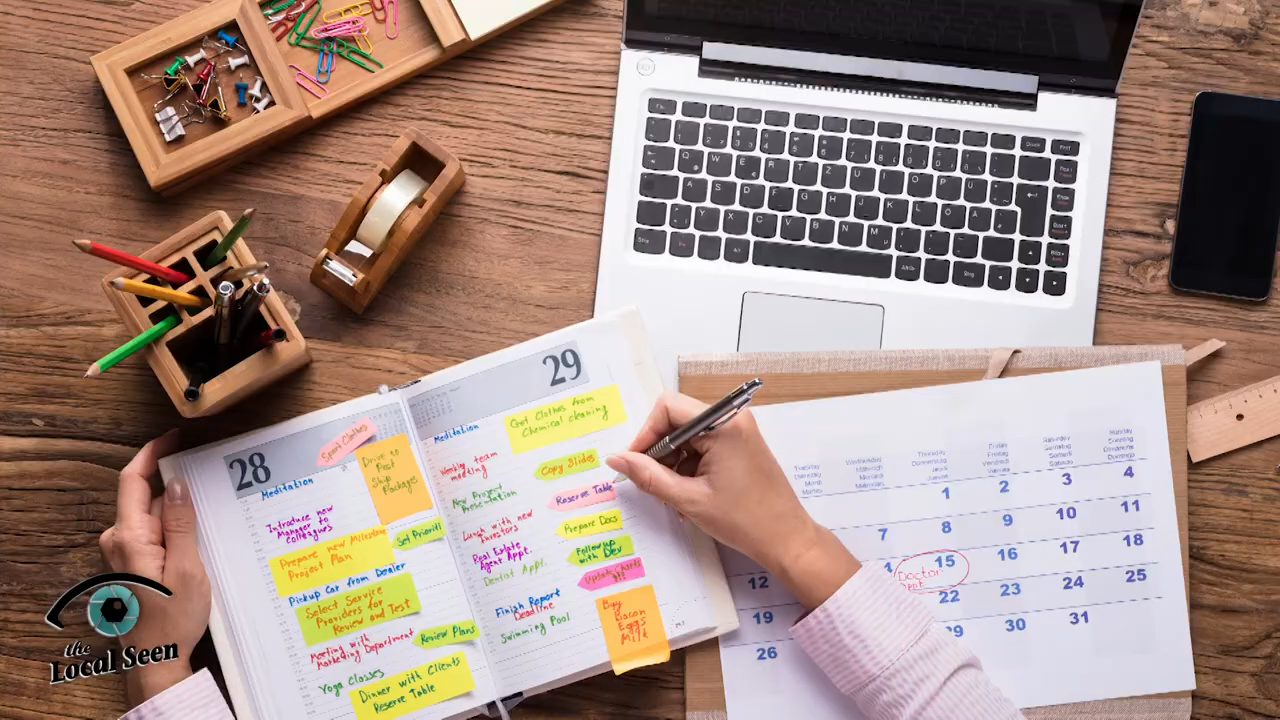 28
Meditation
Sport Clothes
Drive to
Post
Ship
Packages
Introduce new
Manager to
colleagues
Set Priorit
Prepare new Milestone
Project Plan
Pickup Car from Dealer
Select Service
Providers for
Review and Test
Meeting with
Marketing Department
Review Plans
Yoga Classes
Dinner with Clients
Reserve Table
29
Meditation
Get Clothes from
Chemical cleaning
Weekly team
meeting
Copy Slides
New Project
Presentation
Reserve Table
Lunch with new
Investors
Prepare Docs
Real Estate
Agent Appt.
Follow up
with Dev
Dentist Appt.
Update Charts
Finish Report
Deadline
Buy
Bacon
Eggs
Milk
Swimming Pool
1 2 3 4
7 8 9 10 11
15 16 17 18
Doctor
12 22 23 24 25
19 29 30 31
26
the
Local Seen